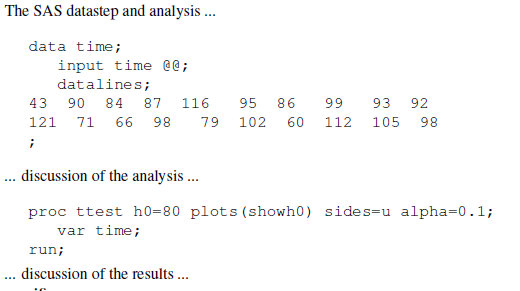 The SAS datastep and analysis ...
data time;
input time @@;
datalines;
43 90 84 87 116 95 86 99 93 92
121 71 66 98 79 102 60 112 105 98
;
... discussion of the analysis ...
proc ttest h0=80 plots(showh0) sides=u alpha=0.1;
var time;
run;
... discussion of the results ...